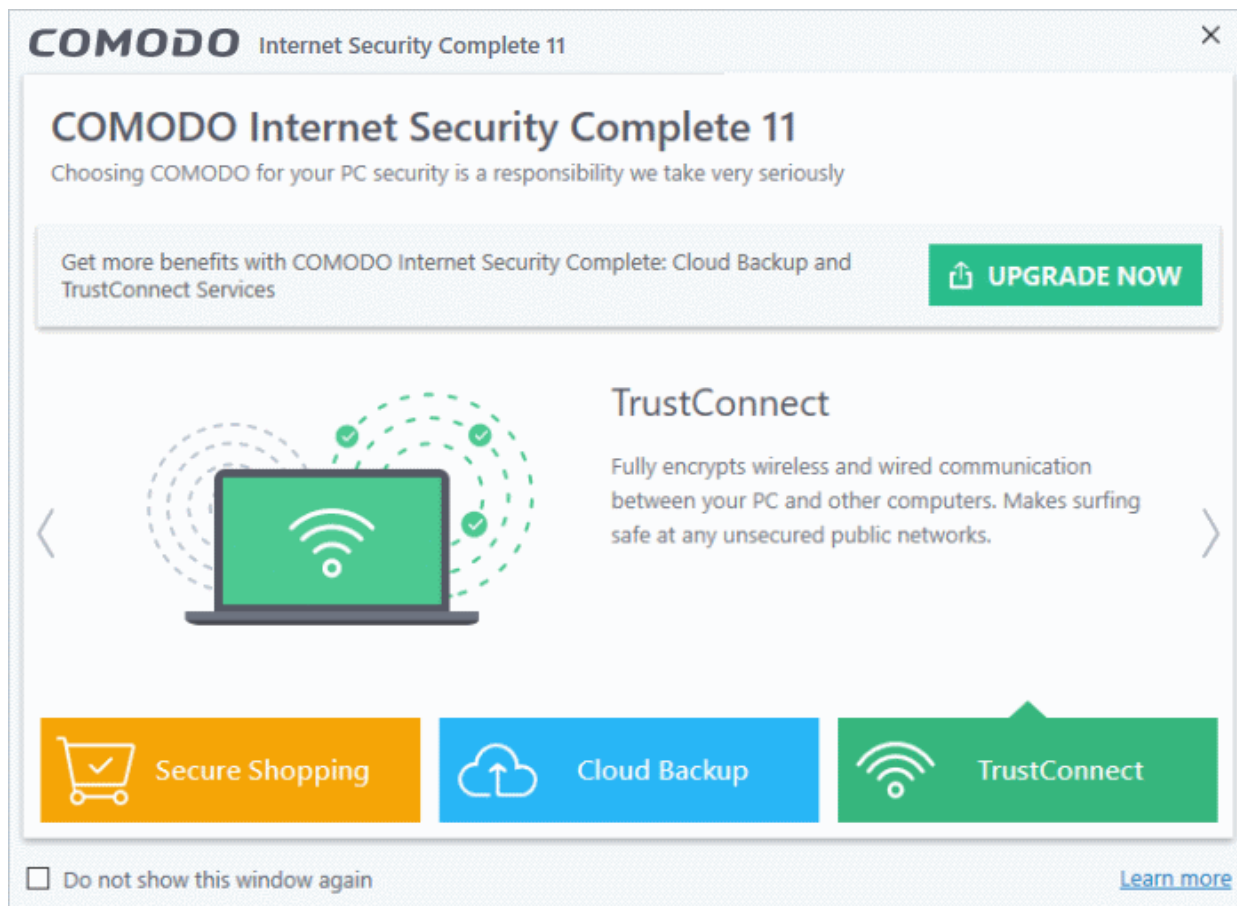 COMODO Internet Security Complete 11
COMODO Internet Security Complete 11
Choosing COMODO for your PC security is a responsibility we take very seriously
Get more benefits with COMODO Internet Security Complete: Cloud Backup and
TrustConnect Services
UPGRADE NOW
TrustConnect
Fully encrypts wireless and wired communication
between your PC and other computers. Makes surfing
safe at any unsecured public networks.
Secure Shopping
Cloud Backup
TrustConnect
Do not show this window again
Learn more